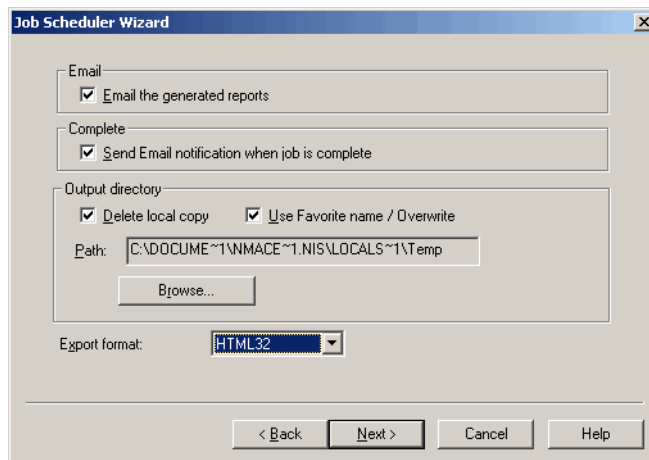 Job Scheduler Wizard
Email
Email the generated reports
Complete
Send Email notification when job is complete
Output directory
Delete local copy Use Favorite name / Overwrite
Path: C:\DOCUME~1\NMACE~1.NIS\LOCALS~1\Temp
Browse...
Export format: HTML32
< Back Next > Cancel Help